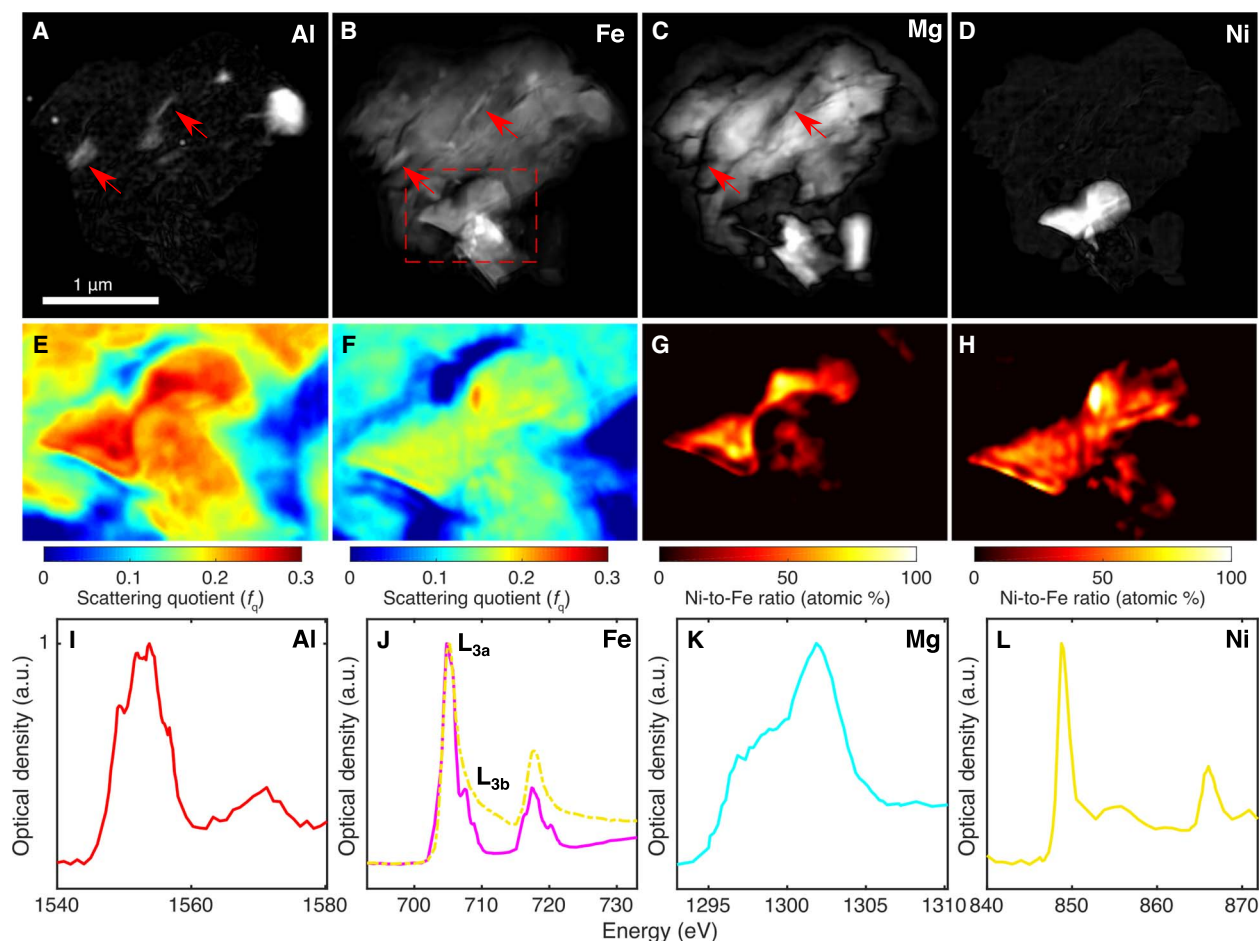 A Al B Fe C Mg D Ni
1 μm
E F G H
0 0.1 0.2 0.3 0 0.1 0.2 0.3 0 50 100 0 50 100
Scattering quotient (fq) Scattering quotient (fq) Ni-to-Fe ratio (atomic %) Ni-to-Fe ratio (atomic %)
I Al J Fe K Mg L Ni
1
L3a
L3b
Optical density (a.u.) Optical density (a.u.) Optical density (a.u.) Optical density (a.u.)
1540 1560 1580 700 710 720 730 1295 1300 1305 1310 840 850 860 870
Energy (eV)